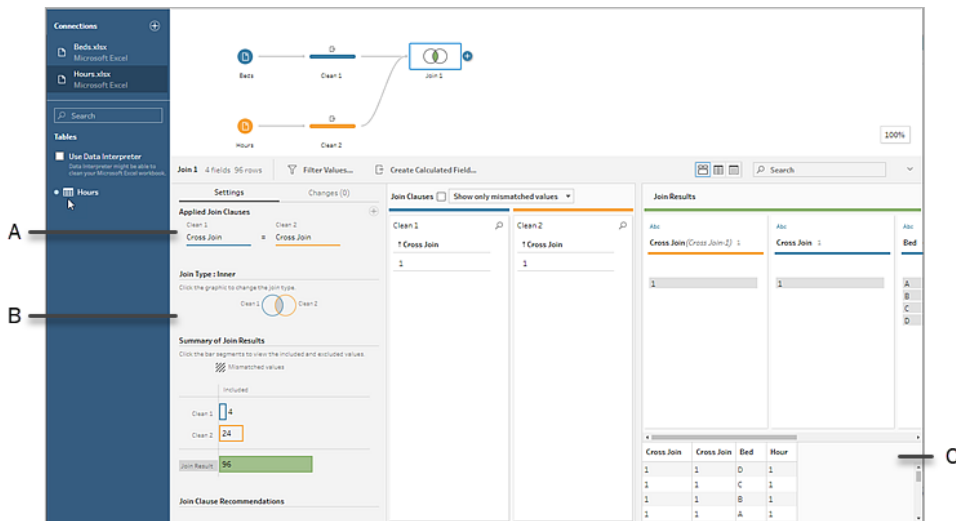 Connections
Beds.xlsx
Microsoft Excel
Hours.xlsx
Microsoft Excel
Search
Tables
Use Data Interpreter
Data Interpreter might be able to
clean your Microsoft Excel workbook.
Hours
Beds
Clean 1
Join 1
Hours
Clean 2
100%
Join 1 4 fields 96 rows Filter Values... Create Calculated Field... Search
Settings Changes (0)
Applied Join Clauses
Clean 1 Clean 2
Cross Join = Cross Join
Join Type : Inner
Click the graphic to change the join type.
Clean 1 Clean 2
Summary of Join Results
Click the bar segments to view the included and excluded values.
Mismatched values
Included
Clean 1 4
Clean 2 24
Join Result 96
Join Clause Recommendations
Join Clauses Show only mismatched values
Clean 1
Cross Join
1
Clean 2
Cross Join
1
Join Results
Abc
Cross Join (Cross Join-2) 1
1
Abc
Cross Join 1
1
Abc
Bed
A
B
C
D
Cross Join Cross Join Bed Hour
1 1 D 1
1 1 C 1
1 1 B 1
1 1 A 1
A
B
C